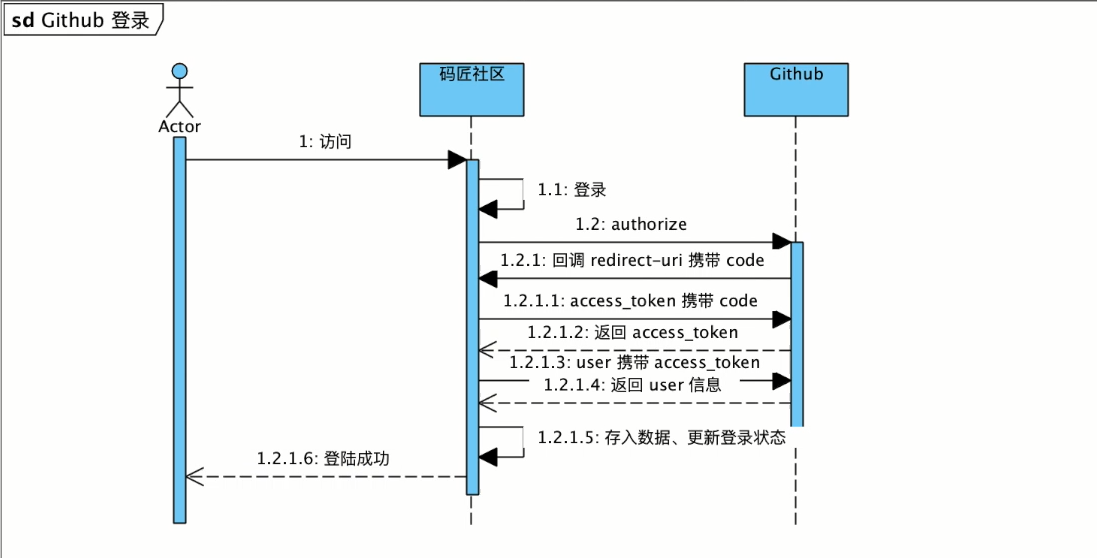 sd Github 登录
码匠社区
Github
Actor
1: 访问
1.1: 登录
1.2: authorize
1.2.1: 回调 redirect-uri 携带 code
1.2.1.1: access_token 携带 code
1.2.1.2: 返回 access_token
1.2.1.3: user 携带 access_token
1.2.1.4: 返回 user 信息
1.2.1.5: 存入数据、更新登录状态
1.2.1.6: 登陆成功